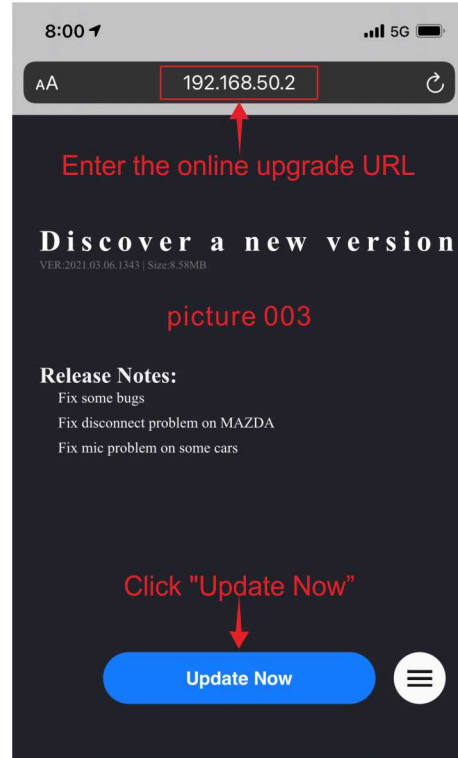 8:00
5G
AA
192.168.50.2
Enter the online upgrade URL
Discover a new version
VER:2021.03.06.1343 | Size:8.58MB
picture 003
Release Notes:
Fix some bugs
Fix disconnect problem on MAZDA
Fix mic problem on some cars
Click "Update Now”
Update Now